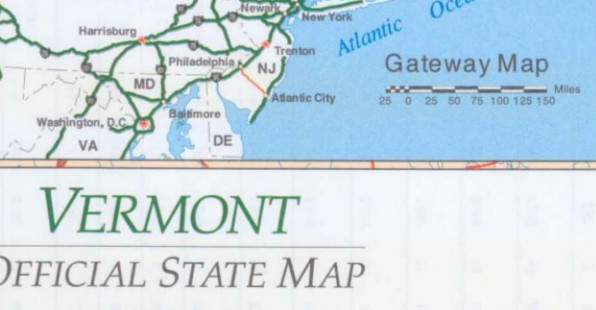 Newark
New York
Harrisburg
Atlantic
Trenton
Philadelphia
NJ
Gateway Map
MD
Miles
25 0 25 50 75 100 125 150
Atlantic City
Baltimore
Washington, D.C.
DE
VA
VERMONT
OFFICIAL STATE MAP